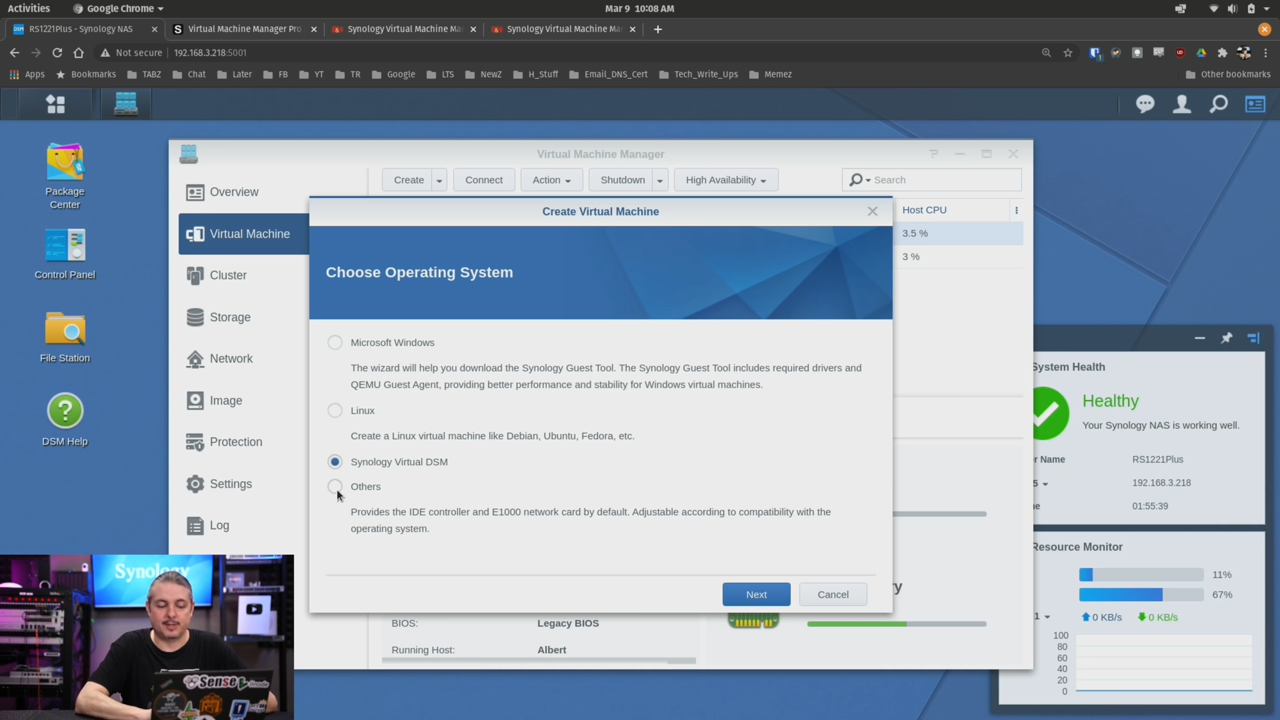 Activities
Google Chrome
Mar 9 10:08 AM
DSM RS1221Plus - Synology NAS
Virtual Machine Manager Pro
Synology Virtual Machine Ma
Synology Virtual Machine Ma
Not secure 192.168.3.218:5001
Apps Bookmarks TABZ Chat Later FB YT TR Google LTS NewZ H_Stuff Email_DNS_Cert Tech_Write_Ups Memez Other bookmarks
Package
Center
Control Panel
File Station
DSM Help
Virtual Machine Manager
Overview
Virtual Machine
Cluster
Storage
Network
Image
Protection
Settings
Log
Create Connect Action Shutdown High Availability Search
Host CPU
3.5 %
3 %
Create Virtual Machine
Choose Operating System
Microsoft Windows
The wizard will help you download the Synology Guest Tool. The Synology Guest Tool includes required drivers and
QEMU Guest Agent, providing better performance and stability for Windows virtual machines.
Linux
Create a Linux virtual machine like Debian, Ubuntu, Fedora, etc.
Synology Virtual DSM
Others
Provides the IDE controller and E1000 network card by default. Adjustable according to compatibility with the
operating system.
Next Cancel
BIOS: Legacy BIOS
Running Host: Albert
ry
System Health
Healthy
Your Synology NAS is working well.
r Name RS1221Plus
5 192.168.3.218
ne 01:55:39
Resource Monitor
11%
67%
1 0 KB/s 0 KB/s
100
80
60
40
20
0
Synology
Sense